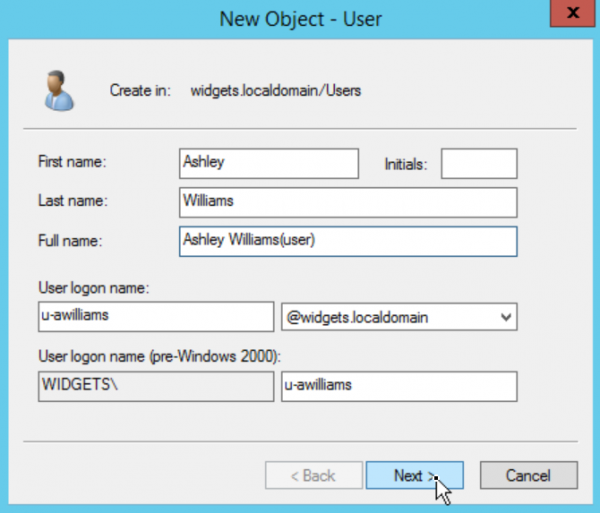 New Object - User
x
Create in: widgets.localdomain/Users
First name: Ashley Initials:
Last name: Williams
Full name: Ashley Williams(user)
User logon name:
u-awilliams @widgets.localdomain
User logon name (pre-Windows 2000):
WIDGETS\ u-awilliams
< Back Next > Cancel